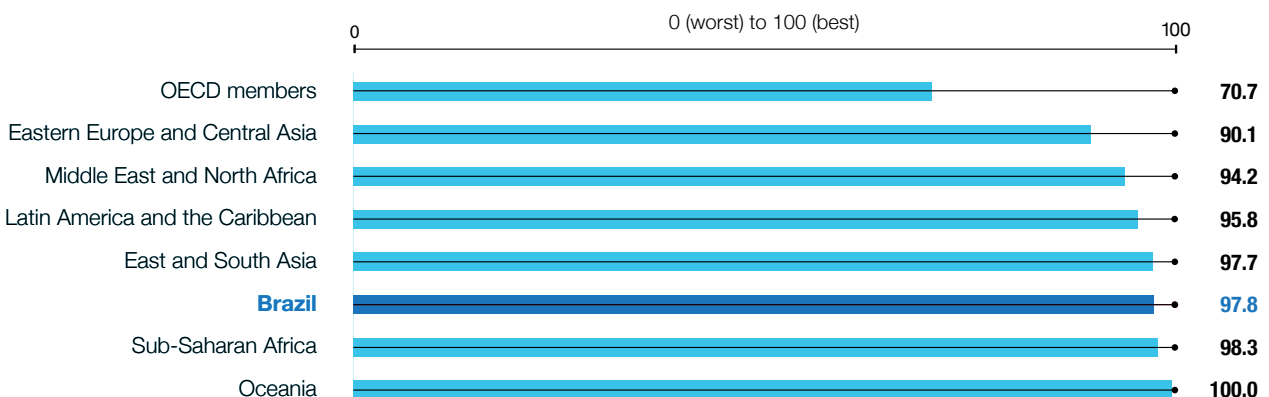 0 (worst) to 100 (best)
0 100
OECD members 70.7
Eastern Europe and Central Asia 90.1
Middle East and North Africa 94.2
Latin America and the Caribbean 95.8
East and South Asia 97.7
Brazil 97.8
Sub-Saharan Africa 98.3
Oceania 100.0